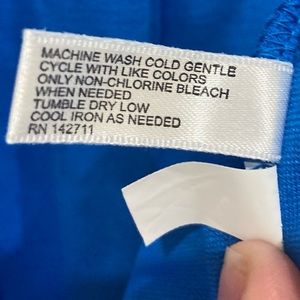 MACHINE WASH COLD GENTLE
CYCLE WITH LIKE COLORS
ONLY NON-CHLORINE BLEACH
WHEN NEEDED
TUMBLE DRY LOW
COOL IRON AS NEEDED
RN 142711